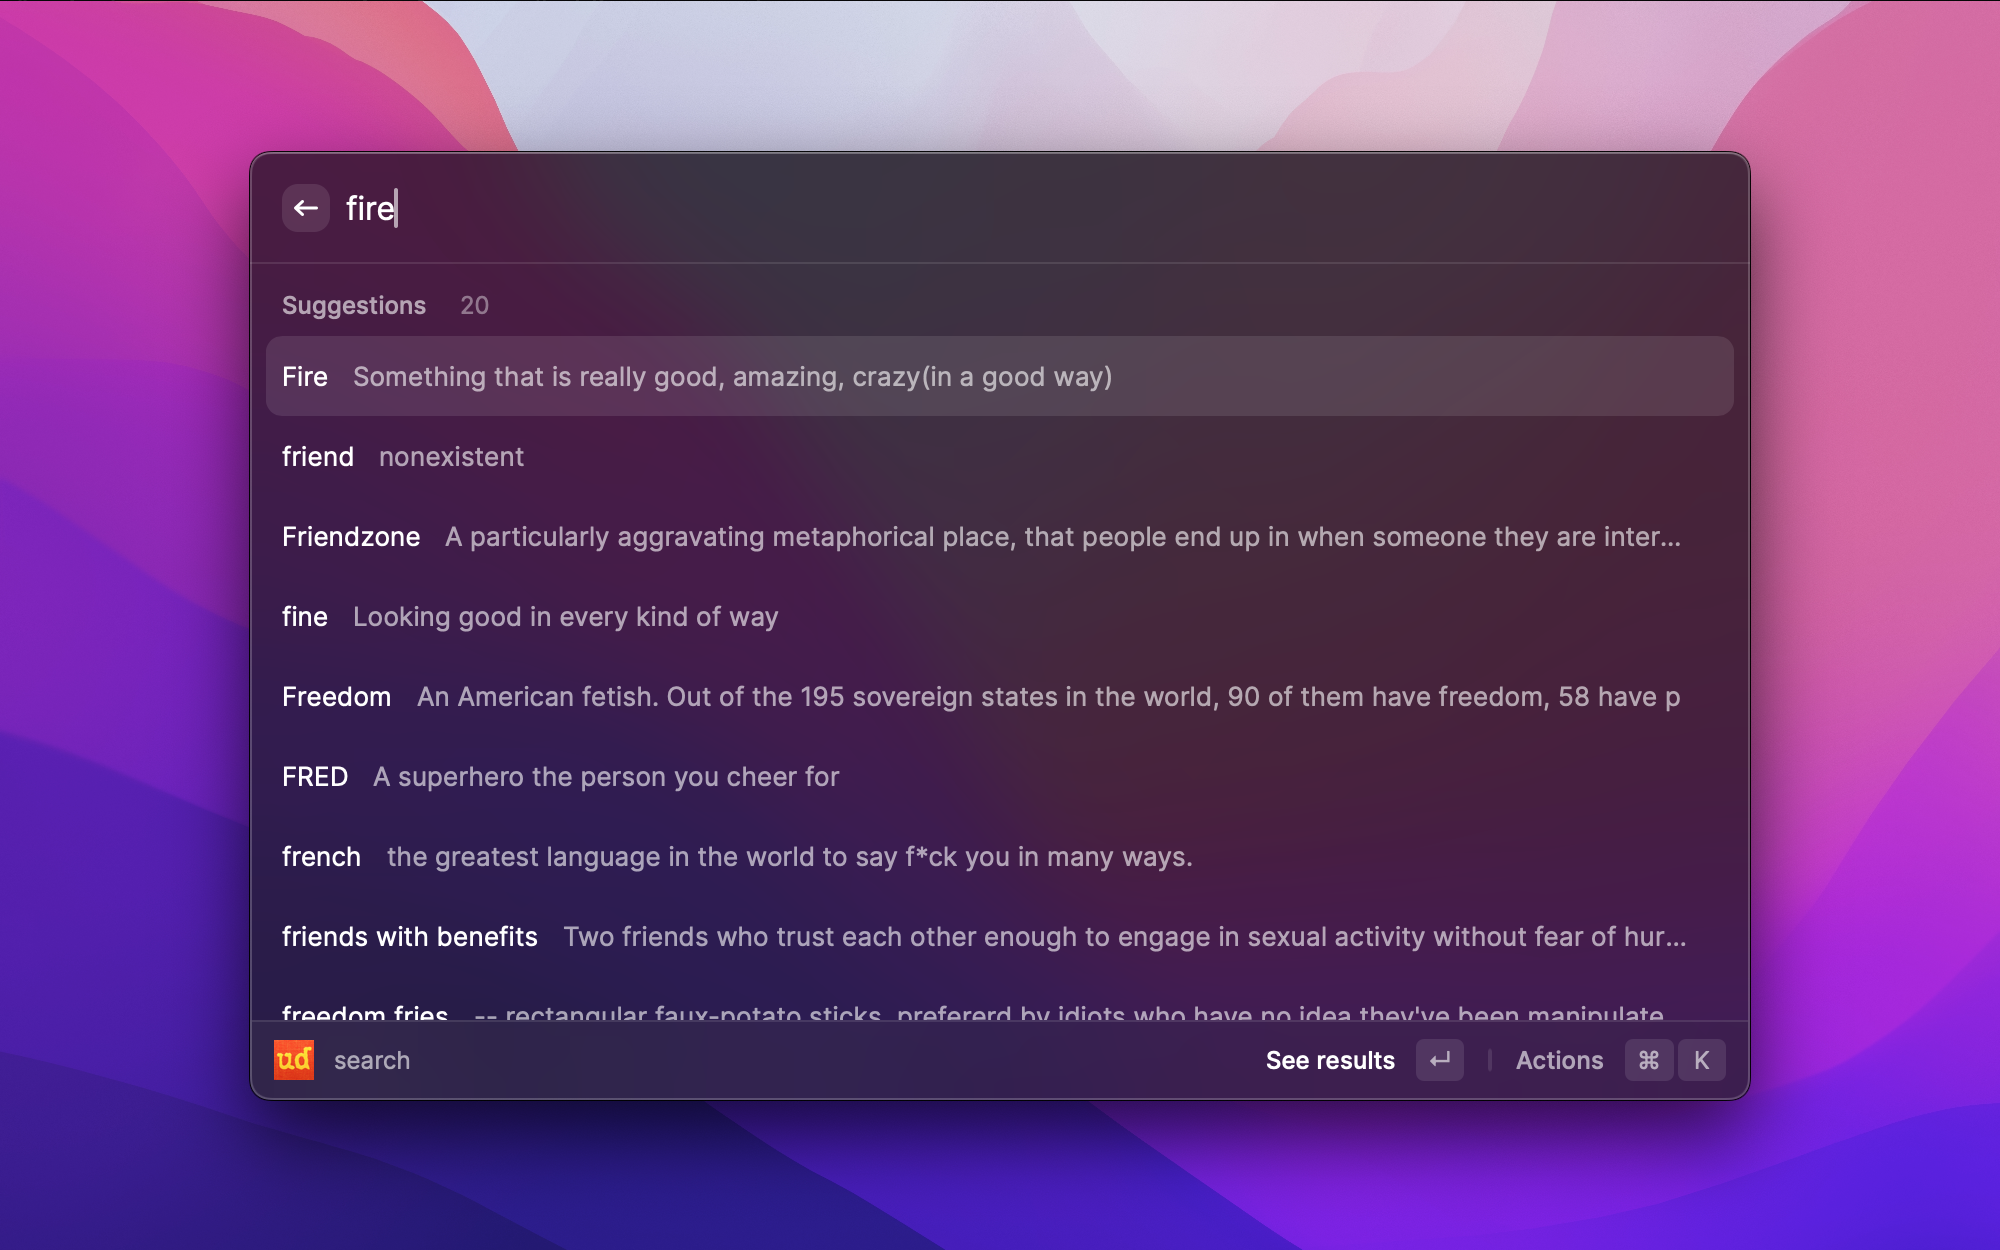 fire
Suggestions 20
Fire Something that is really good, amazing, crazy(in a good way)
friend nonexistent
Friendzone A particularly aggravating metaphorical place, that people end up in when someone they are inter...
fine Looking good in every kind of way
Freedom An American fetish. Out of the 195 sovereign states in the world, 90 of them have freedom, 58 have p
FRED A superhero the person you cheer for
french the greatest language in the world to say f*ck you in many ways.
friends with benefits Two friends who trust each other enough to engage in sexual activity without fear of hur...
freedom fries -- rectangular faux-potato sticks, prefererd by idiots who have no idea they've been manipulate
ud search See results ↵ Actions ⌘ K